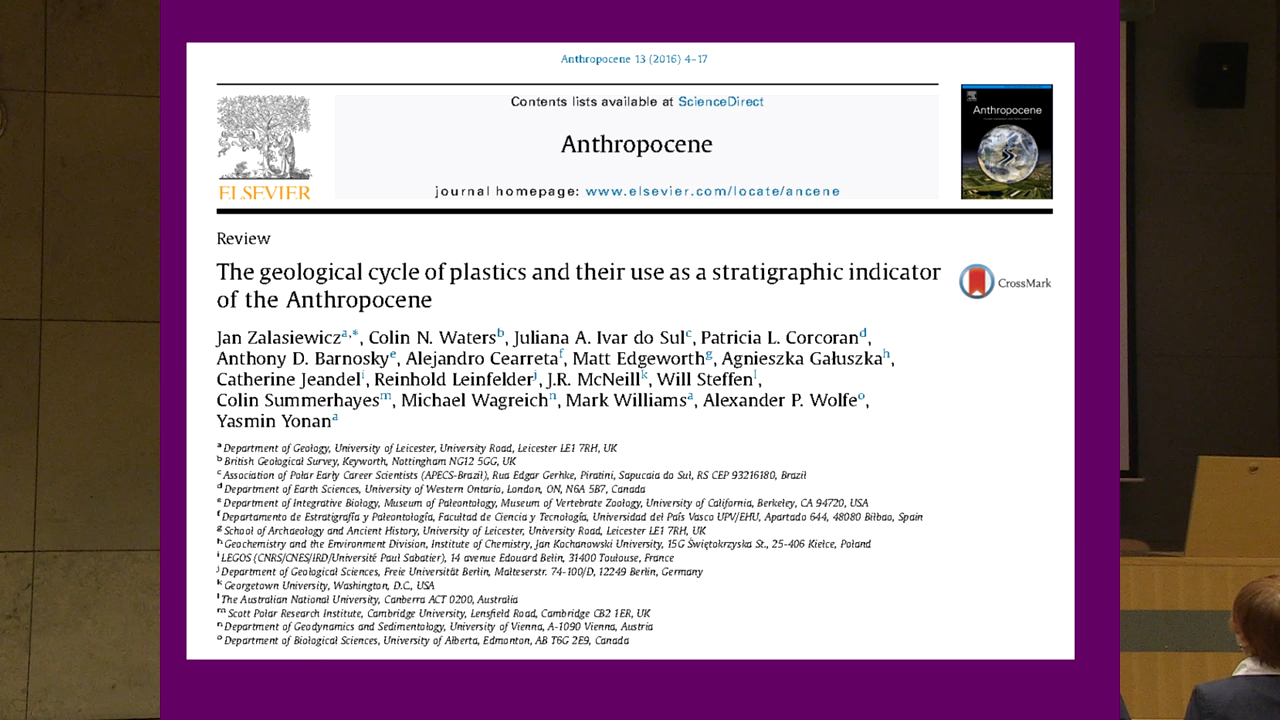 Anthropocene 13 (2016) 4–17
Contents lists available at ScienceDirect
Anthropocene
journal homepage: www.elsevier.com/locate/ancene
ELSEVIER
Anthropocene
Review
The geological cycle of plastics and their use as a stratigraphic indicator
of the Anthropocene
CrossMark
Jan Zalasiewicz a,*, Colin N. Waters b, Juliana A. Ivar do Sul c, Patricia L. Corcoran d,
Anthony D. Barnosky e, Alejandro Cearreta f, Matt Edgeworth g, Agnieszka Gałuszka h,
Catherine Jeandel i, Reinhold Leinfelder j, J.R. McNeill k, Will Steffen l,
Colin Summerhayes m, Michael Wagreich n, Mark Williams a, Alexander P. Wolfe o,
Yasmin Yonan a
a Department of Geology, University of Leicester, University Road, Leicester LE1 7RH, UK
b British Geological Survey, Keyworth, Nottingham NG12 5GG, UK
c Association of Polar Early Career Scientists (APECS-Brazil), Rua Edgar Gerhke, Piratini, Sapucaia do Sul, RS CEP 93216180, Brazil
d Department of Earth Sciences, University of Western Ontario, London, ON, N6A 5B7, Canada
e Department of Integrative Biology, Museum of Paleontology, Museum of Vertebrate Zoology, University of California, Berkeley, CA 94720, USA
f Departamento de Estratigrafía y Paleontología, Facultad de Ciencia y Tecnología, Universidad del País Vasco UPV/EHU, Apartado 644, 48080 Bilbao, Spain
g School of Archaeology and Ancient History, University of Leicester, University Road, Leicester LE1 7RH, UK
h Geochemistry and the Environment Division, Institute of Chemistry, Jan Kochanowski University, 15G Świętokrzyska St., 25-406 Kielce, Poland
i LEGOS (CNRS/CNES/IRD/Université Paul Sabatier), 14 avenue Edouard Belin, 31400 Toulouse, France
j Department of Geological Sciences, Freie Universität Berlin, Malteserstr. 74-100/D, 12249 Berlin, Germany
k Georgetown University, Washington, D.C., USA
l The Australian National University, Canberra ACT 0200, Australia
m Scott Polar Research Institute, Cambridge University, Lensfield Road, Cambridge CB2 1ER, UK
n Department of Geodynamics and Sedimentology, University of Vienna, A-1090 Vienna, Austria
o Department of Biological Sciences, University of Alberta, Edmonton, AB T6G 2E9, Canada